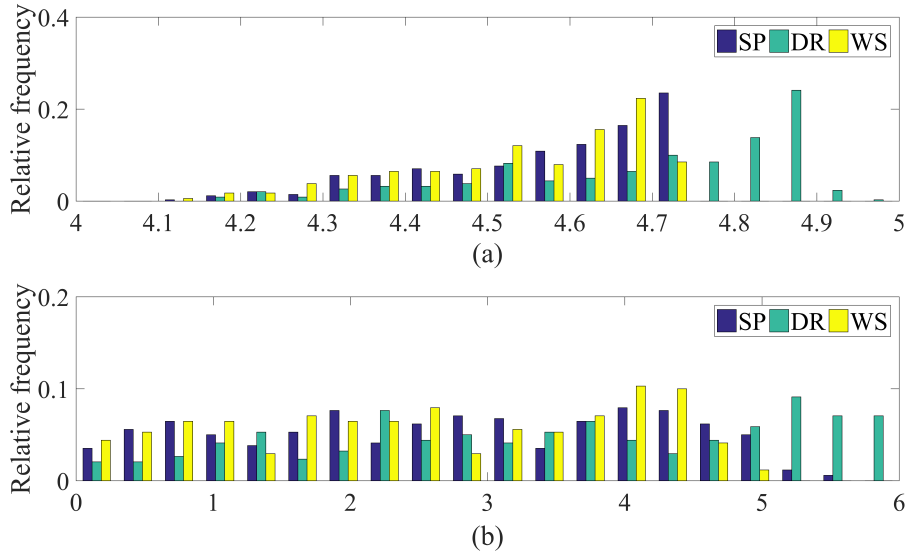 Relative frequency
0.4
0.2
0
SP DR WS
4 4.1 4.2 4.3 4.4 4.5 4.6 4.7 4.8 4.9 5
(a)
Relative frequency
0.2
0.1
0
SP DR WS
0 1 2 3 4 5 6
(b)